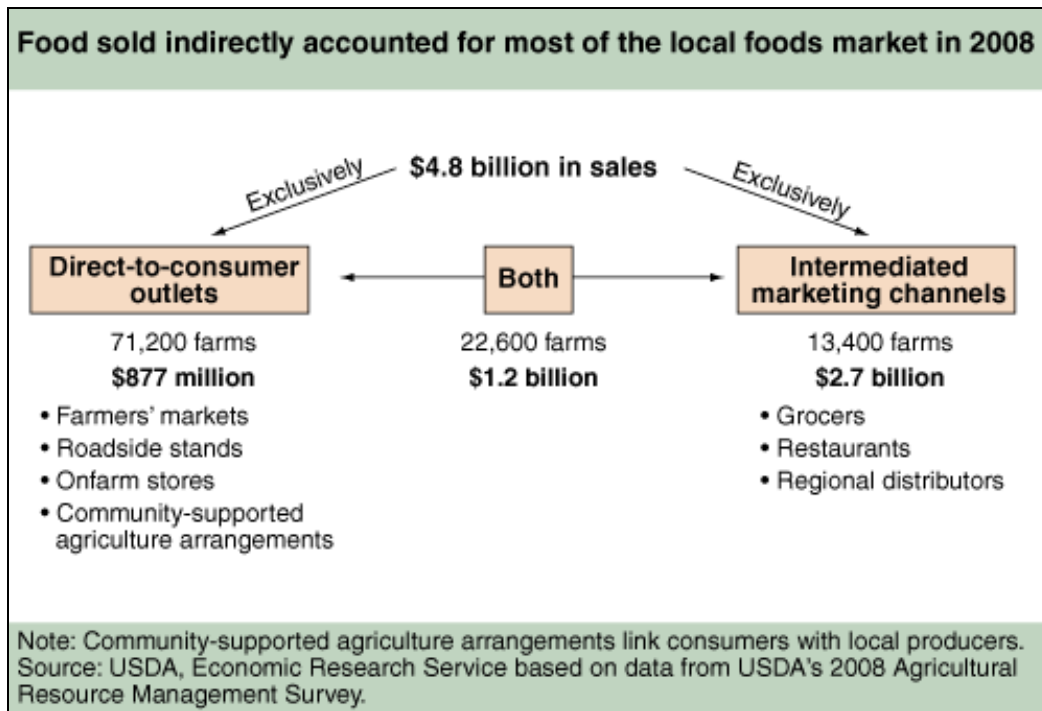 Food sold indirectly accounted for most of the local foods market in 2008
$4.8 billion in sales
Exclusively
Exclusively
Direct-to-consumer
outlets
71,200 farms
$877 million
• Farmers’ markets
• Roadside stands
• Onfarm stores
• Community-supported
agriculture arrangements
Both
22,600 farms
$1.2 billion
Intermediated
marketing channels
13,400 farms
$2.7 billion
• Grocers
• Restaurants
• Regional distributors
Note: Community-supported agriculture arrangements link consumers with local producers.
Source: USDA, Economic Research Service based on data from USDA's 2008 Agricultural
Resource Management Survey.